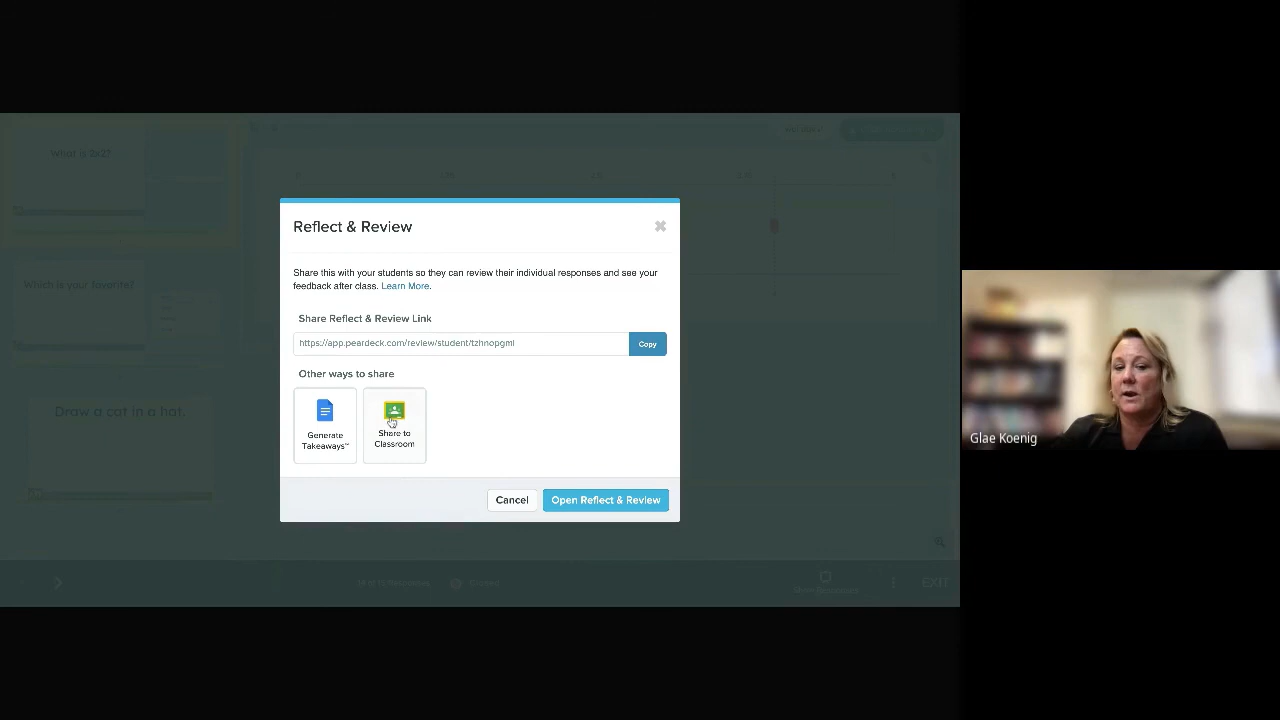 What is 2x2?
Which is your favorite?
Draw a cat in a hat.
Reflect & Review
Share this with your students so they can review their individual responses and see your
feedback after class. Learn More.
Share Reflect & Review Link
https://app.peardeck.com/review/student/tzhnopgml
Copy
Other ways to share
Generate
Takeaways™
Share to
Classroom
Cancel
Open Reflect & Review
EXIT
Glae Koenig